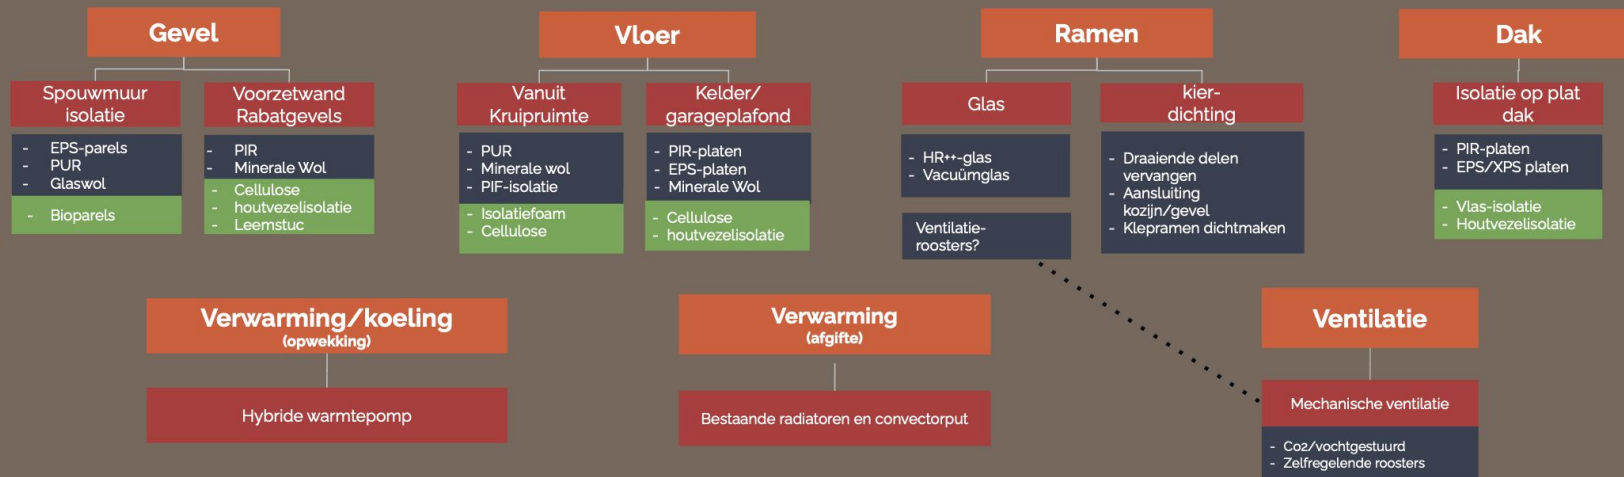 Gevel
Spouwmuur
isolatie
- EPS-parels
- PUR
- Glaswol
- Bioparels
Voorzetwand
Rabatgevels
- PIR
- Minerale Wol
- Cellulose
- houtvezelisolatie
- Leemstuc
Vloer
Vanuit
Kruipruimte
- PUR
- Minerale wol
- PIF-isolatie
- Isolatiefoam
- Cellulose
Kelder/
garageplafond
- PIR-platen
- EPS-platen
- Minerale Wol
- Cellulose
- houtvezelisolatie
Ramen
Glas
- HR++-glas
- Vacuümglas
Ventilatie-
roosters?
kier-
dichting
- Draaiende delen
vervangen
- Aansluiting
kozijn/gevel
- Klepramen dichtmaken
Dak
Isolatie op plat
dak
- PIR-platen
- EPS/XPS platen
- Vlas-isolatie
- Houtvezelisolatie
Verwarming/koeling
(opwekking)
Hybride warmtepomp
Verwarming
(afgifte)
Bestaande radiatoren en convectorput
Ventilatie
Mechanische ventilatie
- Co2/vochtgestuurd
- Zelfregelende roosters